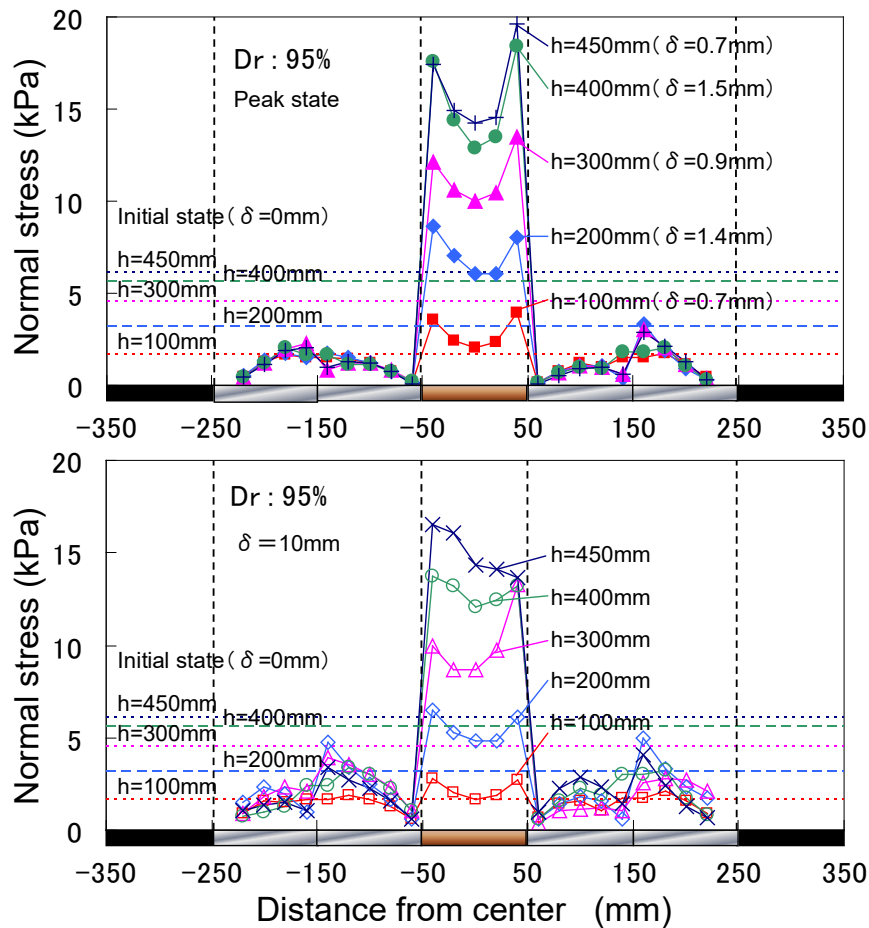 20
15
10
5
0
Normal stress (kPa)
Dr : 95%
Peak state
h=450mm(δ=0.7mm)
h=400mm(δ=1.5mm)
h=300mm(δ=0.9mm)
h=200mm(δ=1.4mm)
h=100mm(δ=0.7mm)
Initial state(δ=0mm)
h=450mm
h=400mm
h=300mm
h=200mm
h=100mm
-350 -250 -150 -50 50 150 250 350
20
15
10
5
0
Normal stress (kPa)
Dr : 95%
δ=10mm
h=450mm
h=400mm
h=300mm
h=200mm
h=100mm
Initial state(δ=0mm)
h=450mm
h=400mm
h=300mm
h=200mm
h=100mm
-350 -250 -150 -50 50 150 250 350
Distance from center (mm)